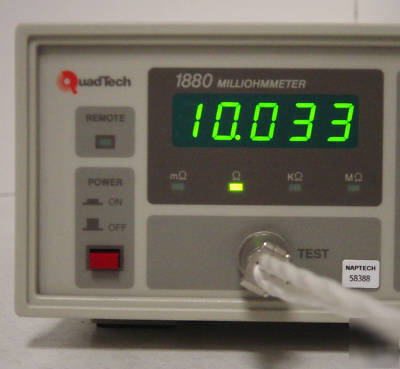 QuadTech
1880 MILLIOHMMETER
10.033
REMOTE
mΩ Ω KΩ MΩ
POWER
ON
OFF
TEST
NAPTECH
58388